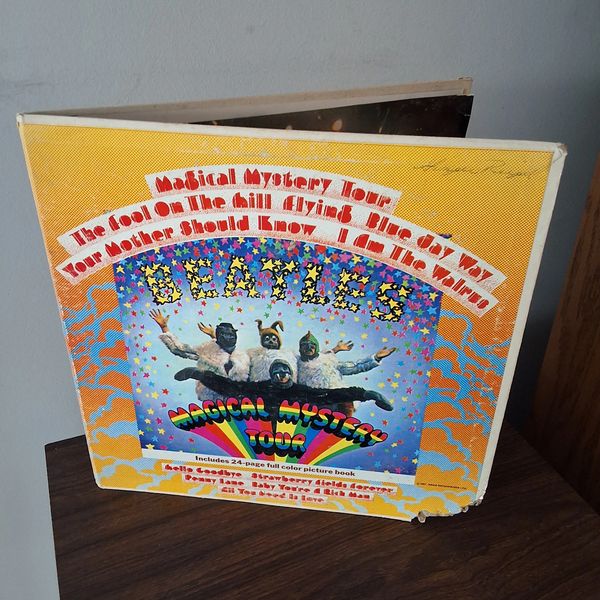 Magical Mystery Tour
The Fool On The Hill Flying Blue Jay Way
Your Mother Should Know I Am The Walrus
BEATLES
MAGICAL MYSTERY
TOUR
Includes 24-page full color picture book
Hello Goodbye Strawberry Fields Forever
Penny Lane Baby You're A Rich Man
All You Need Is Love